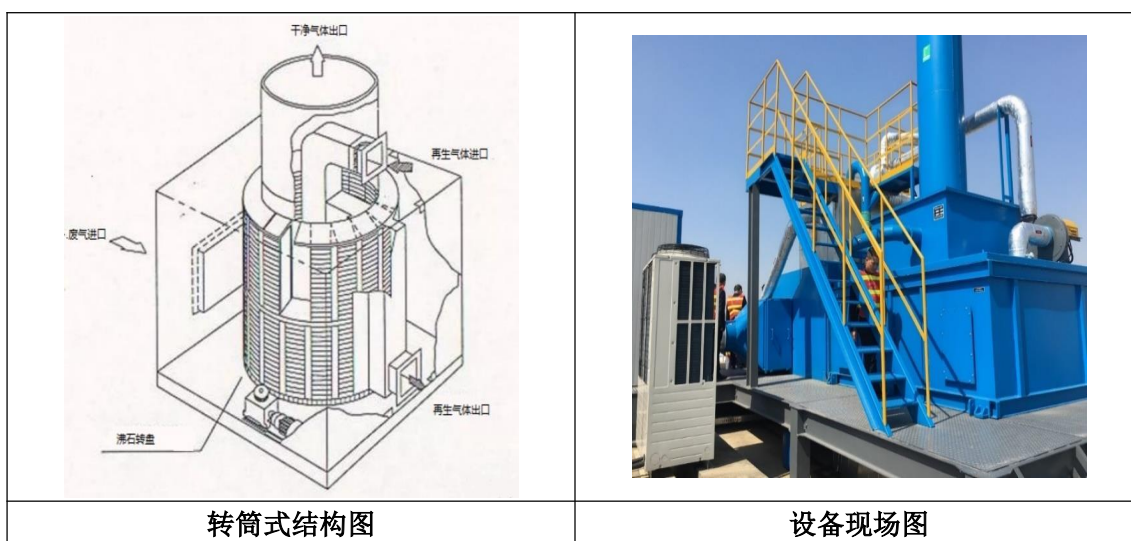 干净气体出口
再生气体进口
废气进口
再生气体出口
沸石转盘
转筒式结构图
设备现场图